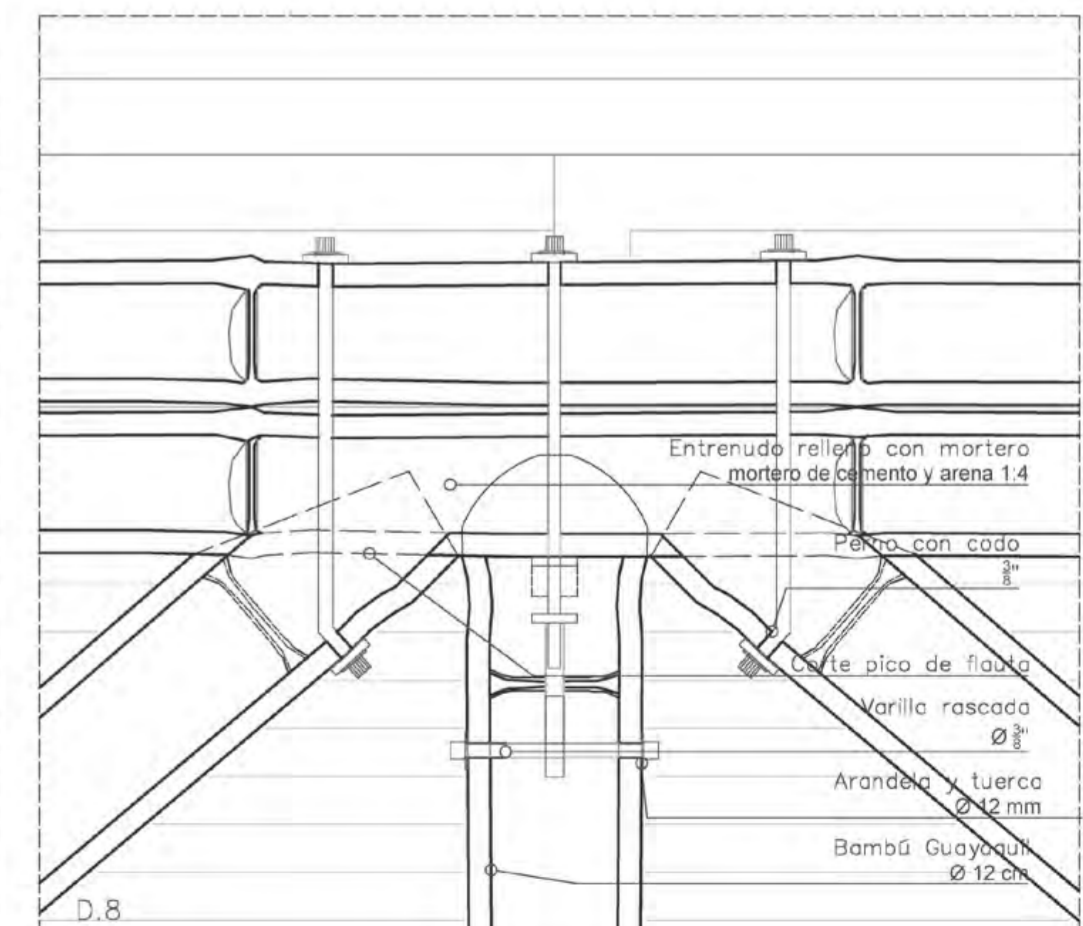 Entrenudo relleno con mortero
mortero de cemento y arena 1:4
Perno con codo
3/8"
Corte pico de flauta
Varilla rascada
Ø 3/8"
Arandela y tuerca
Ø 12 mm
Bambú Guayaquil
Ø 12 cm
D.8